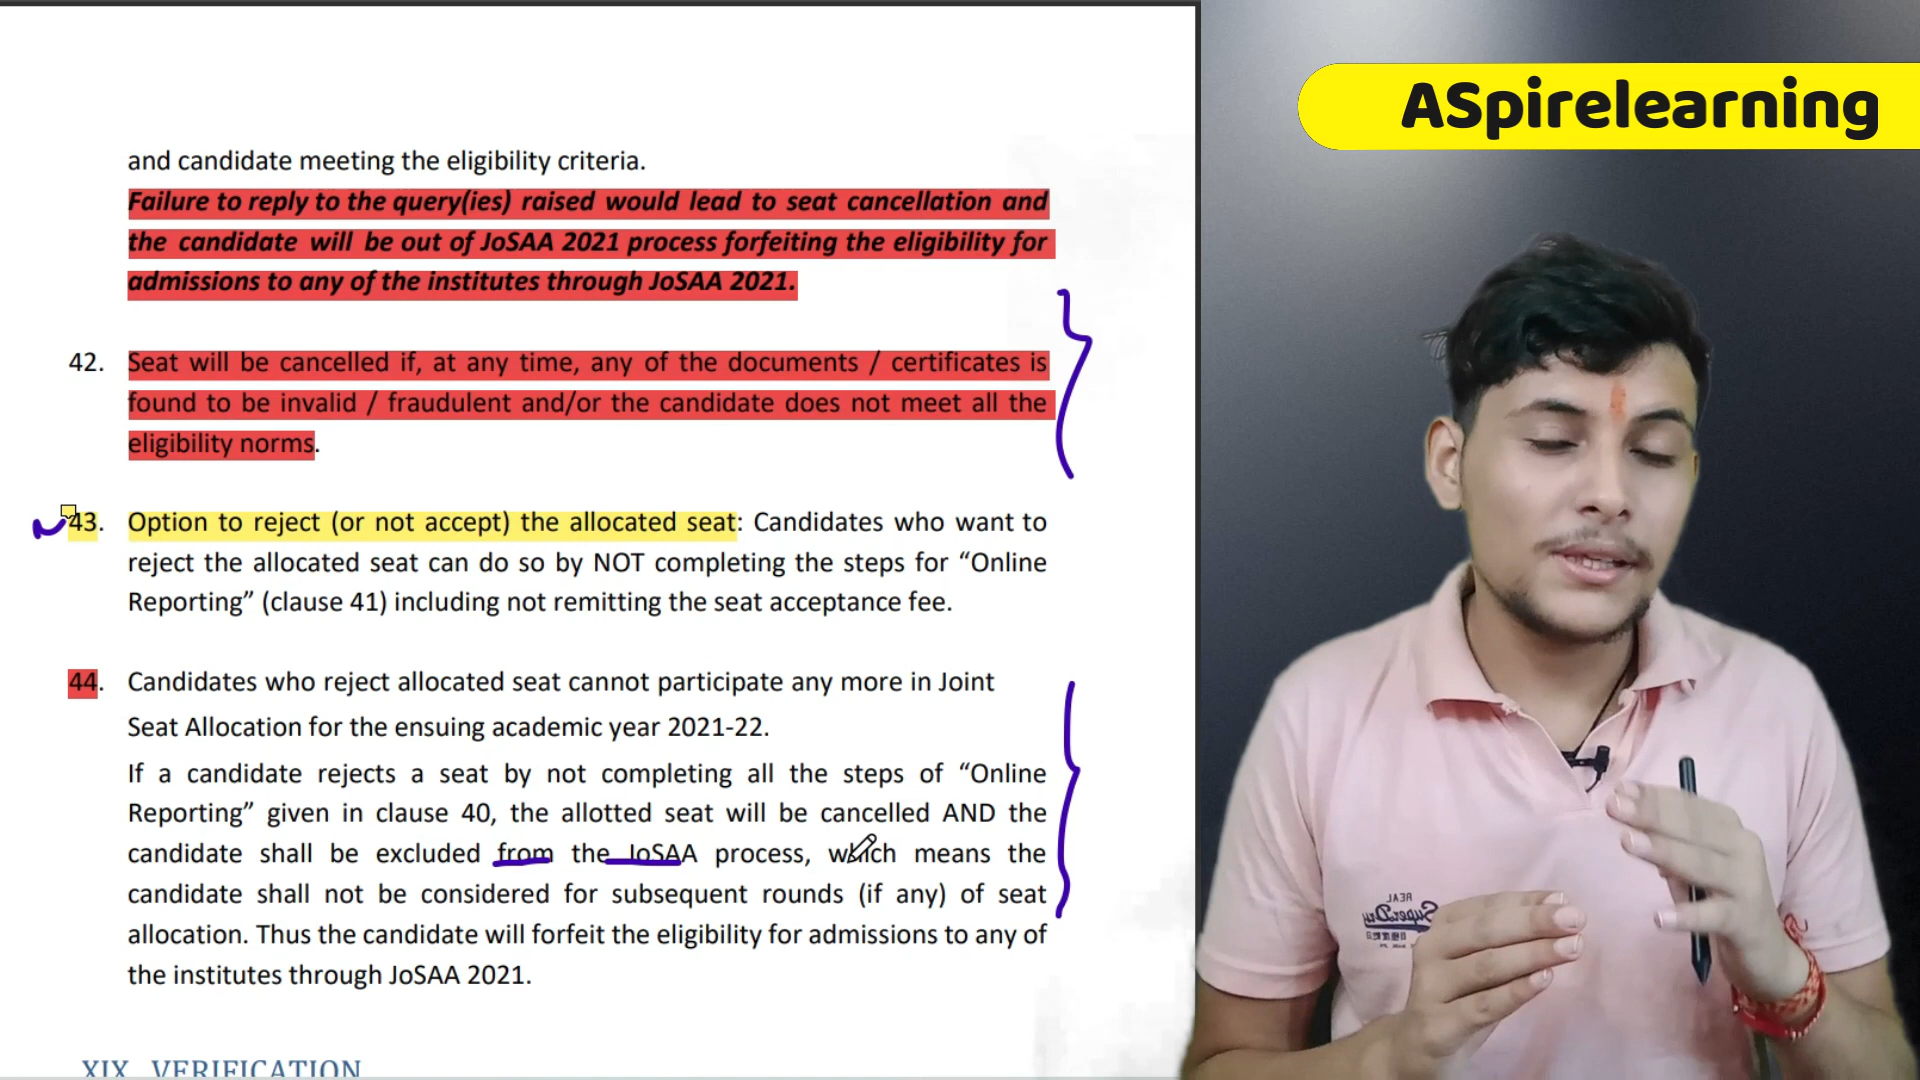 ASpirelearning
and candidate meeting the eligibility criteria.
Failure to reply to the query(ies) raised would lead to seat cancellation and
the candidate will be out of JoSAA 2021 process forfeiting the eligibility for
admissions to any of the institutes through JoSAA 2021.
42. Seat will be cancelled if, at any time, any of the documents / certificates is
found to be invalid / fraudulent and/or the candidate does not meet all the
eligibility norms.
43. Option to reject (or not accept) the allocated seat: Candidates who want to
reject the allocated seat can do so by NOT completing the steps for “Online
Reporting” (clause 41) including not remitting the seat acceptance fee.
44. Candidates who reject allocated seat cannot participate any more in Joint
Seat Allocation for the ensuing academic year 2021-22.
If a candidate rejects a seat by not completing all the steps of “Online
Reporting” given in clause 40, the allotted seat will be cancelled AND the
candidate shall be excluded from the JoSAA process, which means the
candidate shall not be considered for subsequent rounds (if any) of seat
allocation. Thus the candidate will forfeit the eligibility for admissions to any of
the institutes through JoSAA 2021.
XIX. VERIFICATION
REAL
SuperDry